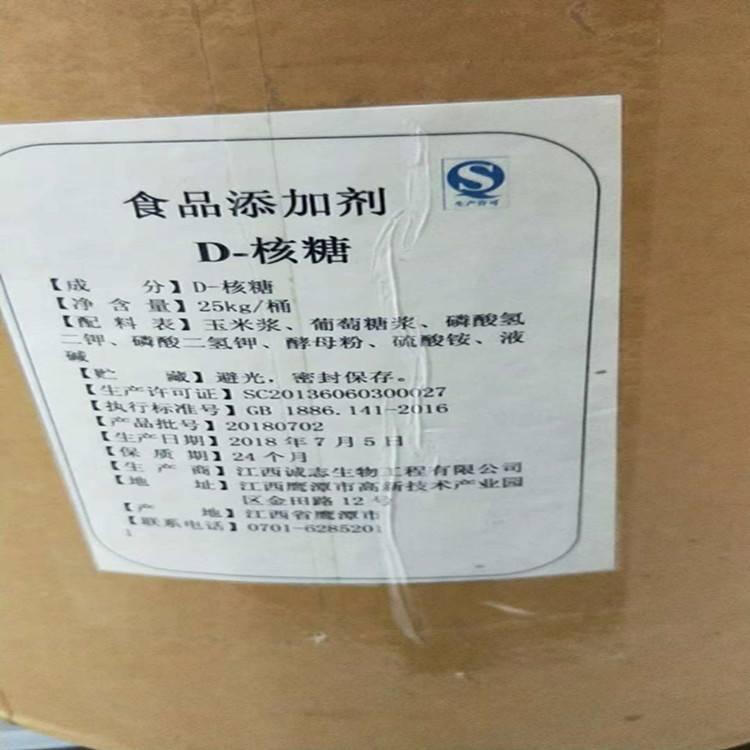 生产许可
食品添加剂
D-核糖
【成 分】D-核糖
【净 含 量】25kg/桶
【配 料 表】玉米浆、葡萄糖浆、磷酸氢
二钾、磷酸二氢钾、酵母粉、硫酸铵、液
碱
【贮 藏】避光，密封保存。
【生产许可证】SC20136060300027
【执行标准号】GB 1886.141-2016
【产品批号】20180702
【生产日期】2018 年 7 月 5 日
【保 质 期】24 个月
【生 产 商】江西诚志生物工程有限公司
【地 址】江西鹰潭市高新技术产业园
区金田路 12 号
【产 地】江西省鹰潭市
【联系电话】0701-6285201
1